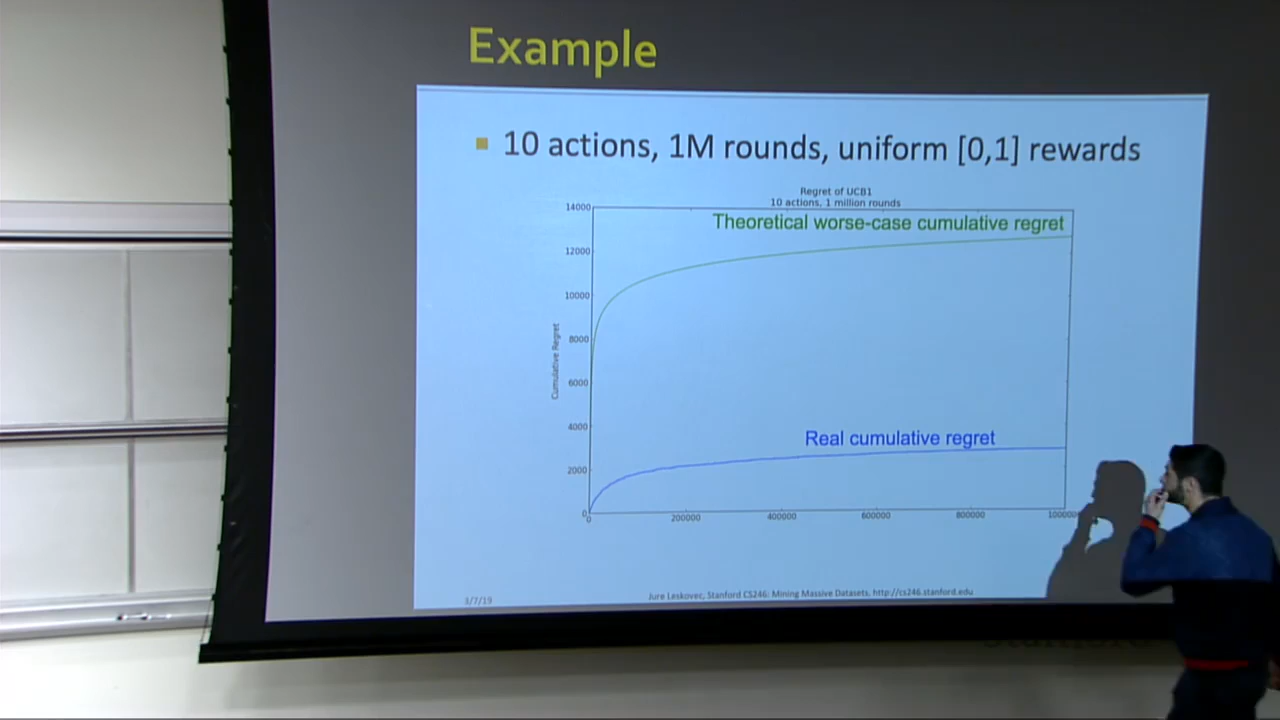 Example
10 actions, 1M rounds, uniform [0,1] rewards
Regret of UCB1
10 actions, 1 million rounds
14000
Theoretical worse-case cumulative regret
12000
10000
8000
Cumulative Regret
6000
4000
Real cumulative regret
2000
0
0 200000 400000 600000 800000
3/7/19
Jure Leskovec, Stanford CS246: Mining Massive Datasets, http://cs246.stanford.edu